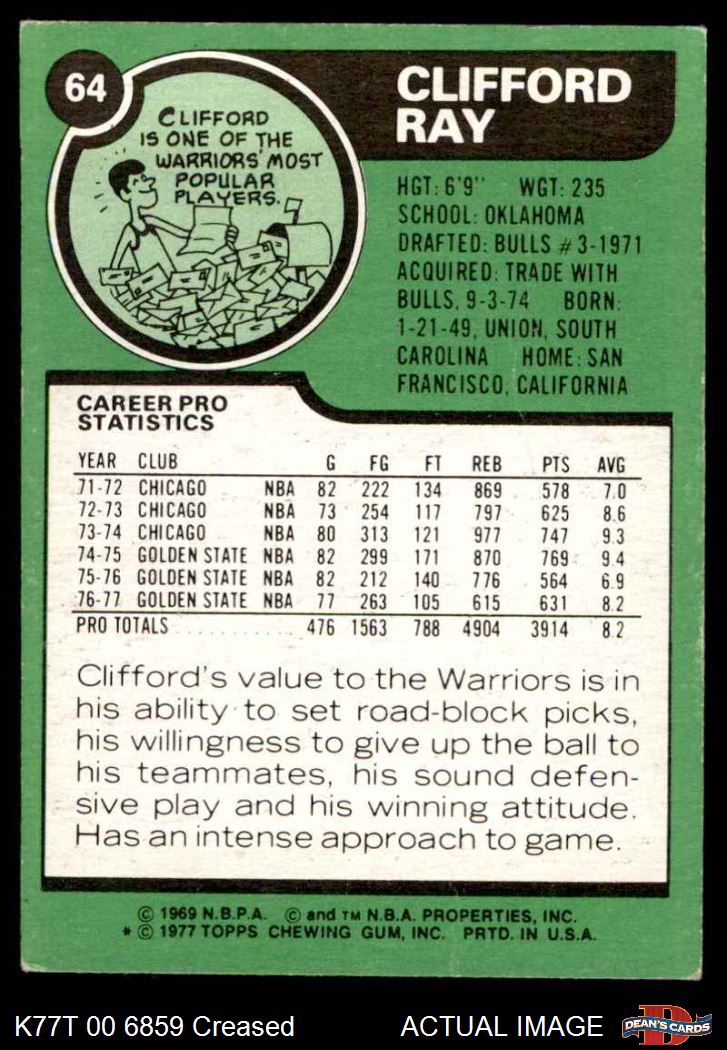 64
CLIFFORD
IS ONE OF THE
WARRIORS' MOST
POPULAR
PLAYERS.
CLIFFORD
RAY
HGT: 6'9" WGT: 235
SCHOOL: OKLAHOMA
DRAFTED: BULLS #3-1971
ACQUIRED: TRADE WITH
BULLS, 9-3-74 BORN:
1-21-49, UNION, SOUTH
CAROLINA HOME: SAN
FRANCISCO, CALIFORNIA
CAREER PRO
STATISTICS
YEAR CLUB G FG FT REB PTS AVG
71-72 CHICAGO NBA 82 222 134 869 578 7.0
72-73 CHICAGO NBA 73 254 117 797 625 8.6
73-74 CHICAGO NBA 80 313 121 977 747 9.3
74-75 GOLDEN STATE NBA 82 299 171 870 769 9.4
75-76 GOLDEN STATE NBA 82 212 140 776 564 6.9
76-77 GOLDEN STATE NBA 77 263 105 615 631 8.2
PRO TOTALS .......... 476 1563 788 4904 3914 8.2
Clifford's value to the Warriors is in
his ability to set road-block picks,
his willingness to give up the ball to
his teammates, his sound defen-
sive play and his winning attitude.
Has an intense approach to game.
© 1969 N.B.P.A. © and TM N.B.A. PROPERTIES, INC.
* © 1977 TOPPS CHEWING GUM, INC. PRTD. IN U.S.A.
K77T 00 6859 Creased ACTUAL IMAGE
D
DEAN'S CARDS